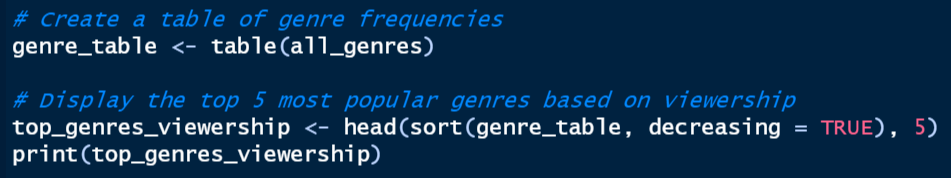 # Create a table of genre frequencies
genre_table <- table(all_genres)
# Display the top 5 most popular genres based on viewership
top_genres_viewership <- head(sort(genre_table, decreasing = TRUE), 5)
print(top_genres_viewership)